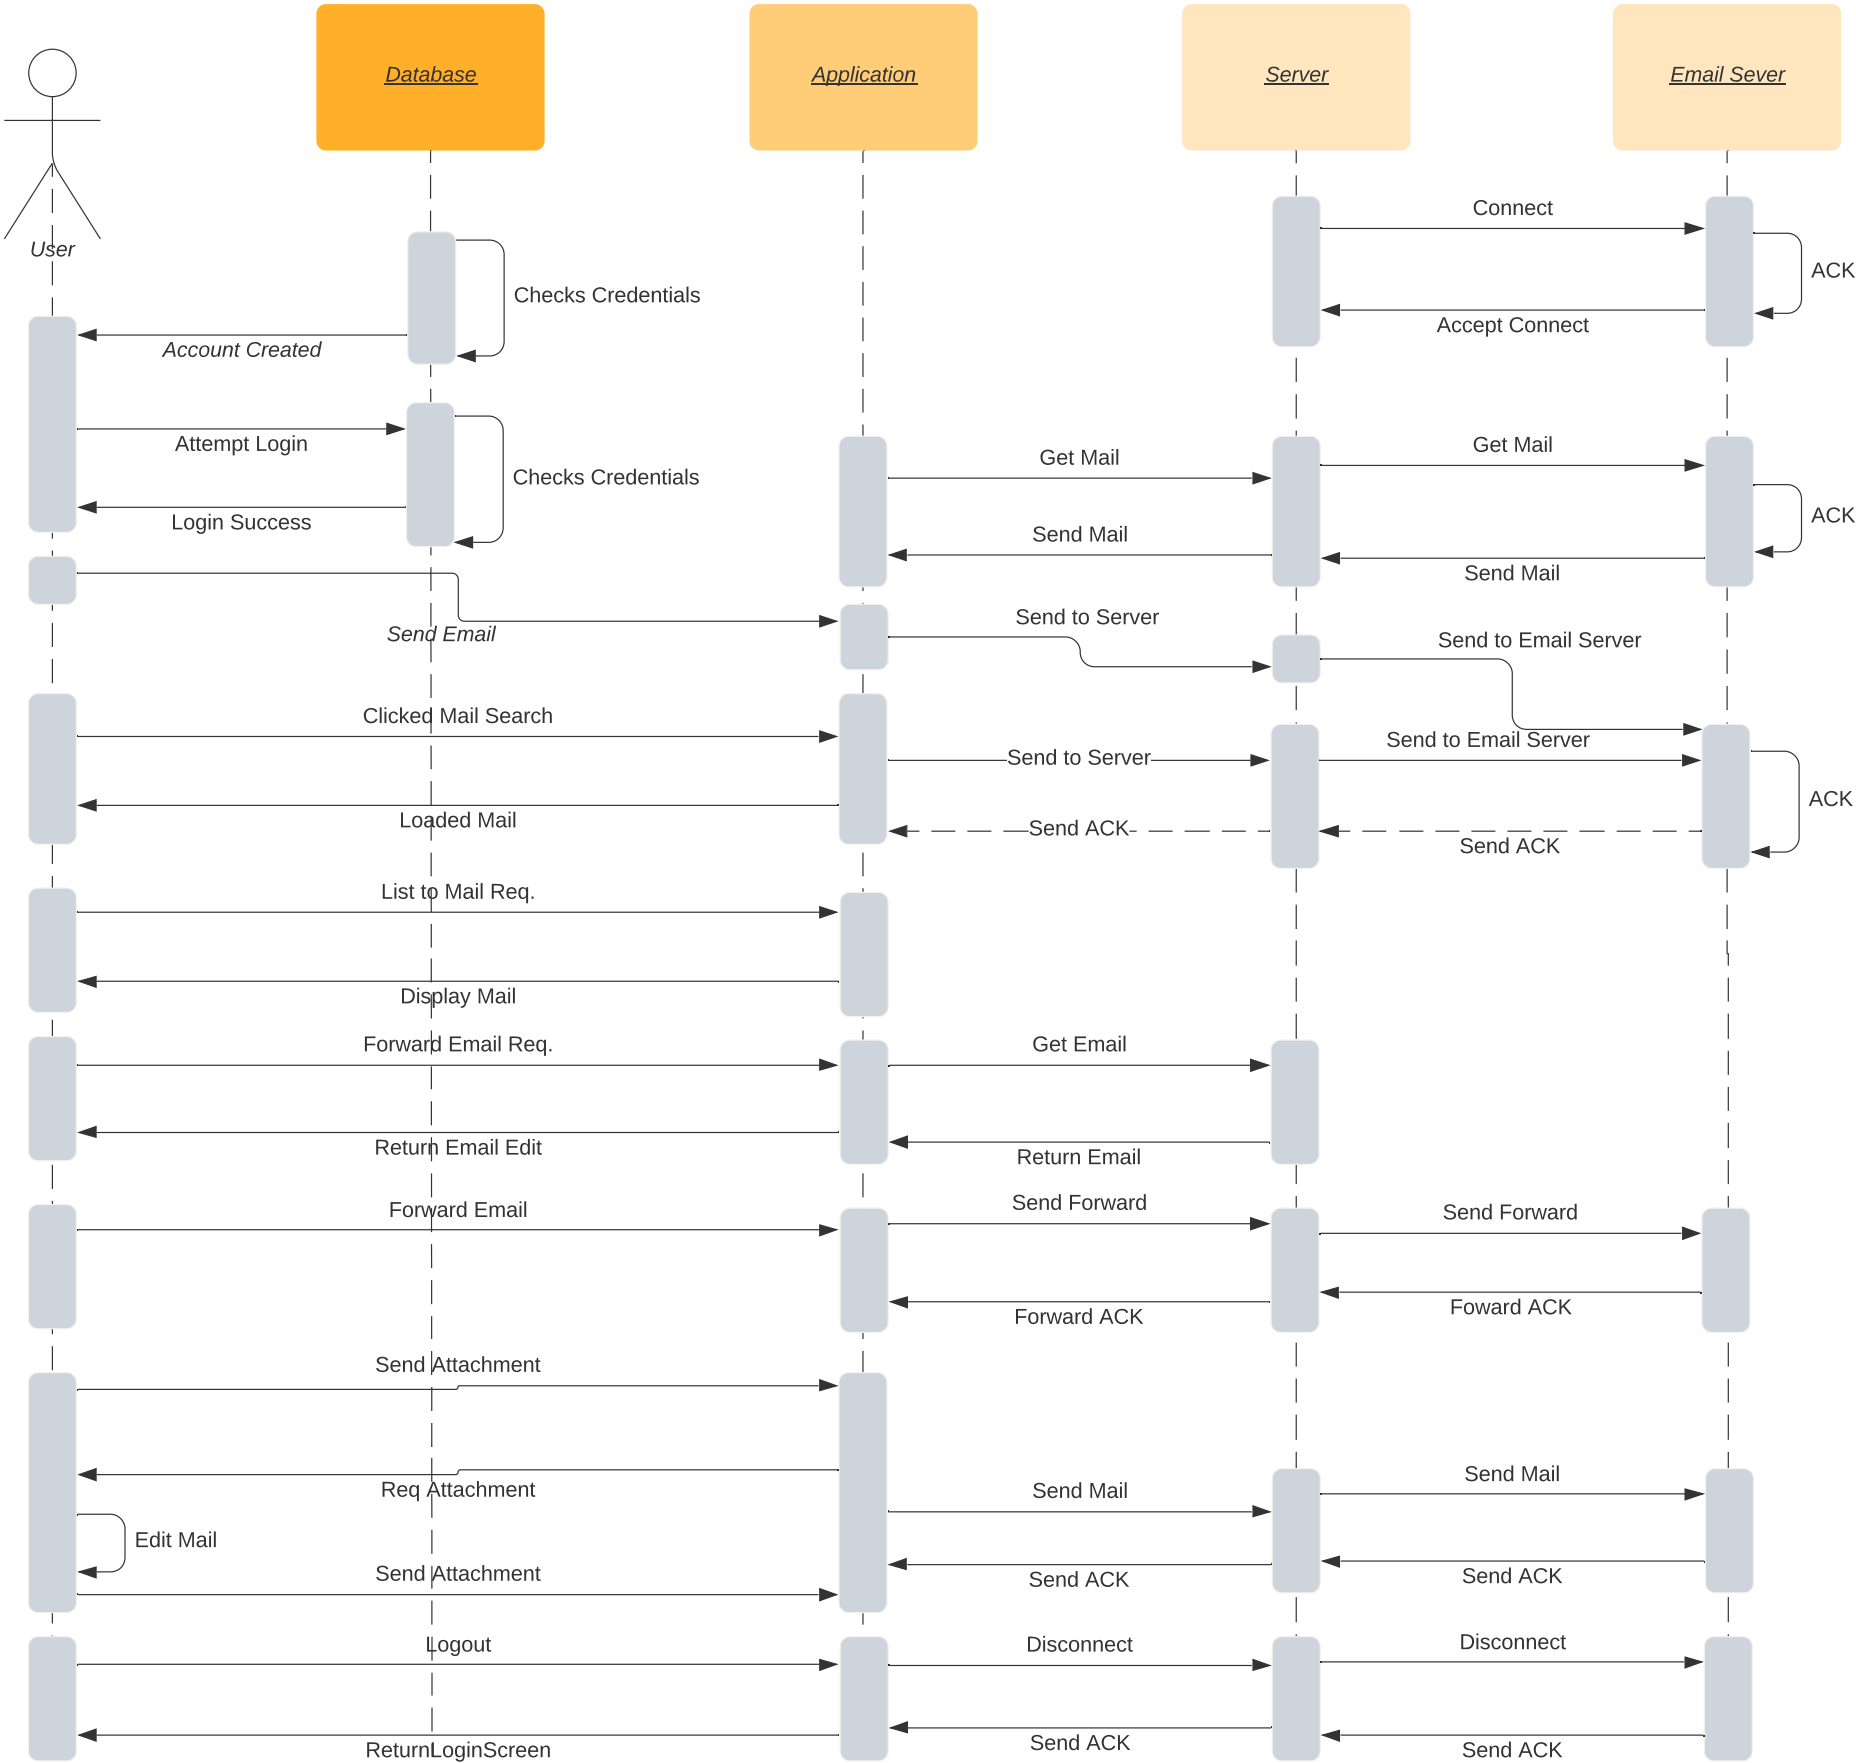 Database
Application
Server
Email Sever
User
Connect
ACK
Checks Credentials
Accept Connect
Account Created
Attempt Login
Get Mail
Get Mail
Checks Credentials
ACK
Login Success
Send Mail
Send Mail
Send Email
Send to Server
Send to Email Server
Clicked Mail Search
Send to Server
Send to Email Server
ACK
Loaded Mail
Send ACK
Send ACK
List to Mail Req.
Display Mail
Forward Email Req.
Get Email
Return Email Edit
Return Email
Forward Email
Send Forward
Send Forward
Forward ACK
Foward ACK
Send Attachment
Req Attachment
Send Mail
Send Mail
Edit Mail
Send Attachment
Send ACK
Send ACK
Logout
Disconnect
Disconnect
ReturnLoginScreen
Send ACK
Send ACK